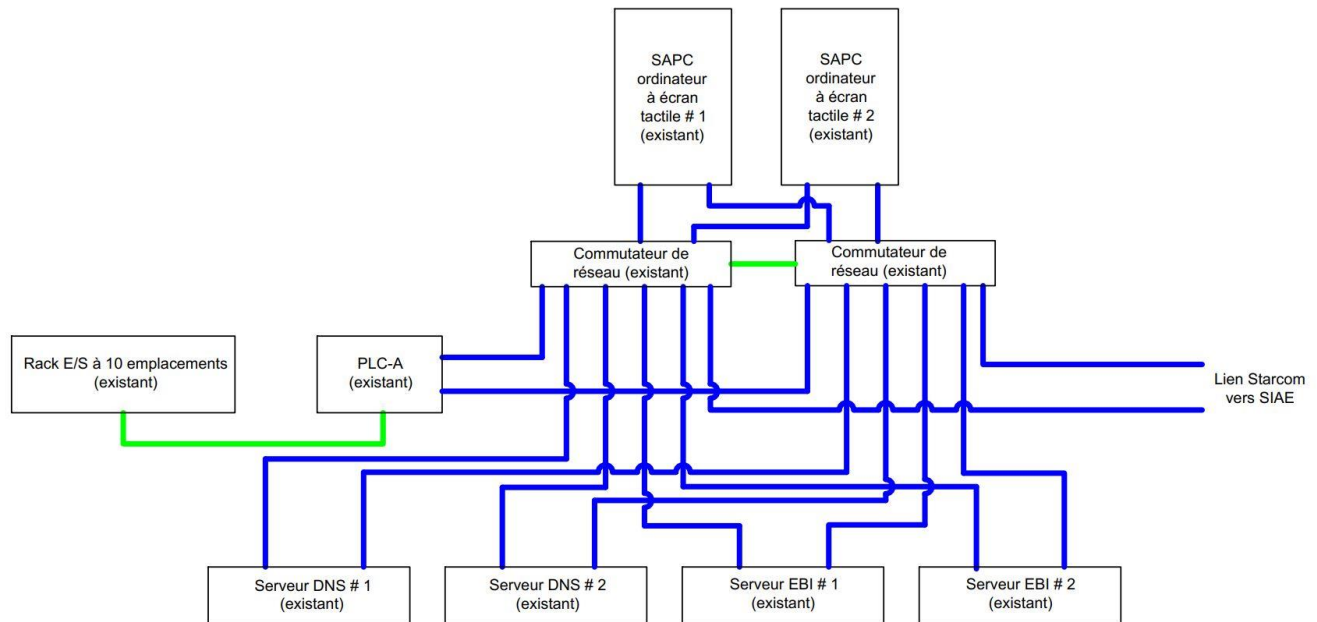 SAPC
ordinateur
à écran
tactile # 1
(existant)
SAPC
ordinateur
à écran
tactile # 2
(existant)
Commutateur de
réseau (existant)
Commutateur de
réseau (existant)
Rack E/S à 10 emplacements
(existant)
PLC-A
(existant)
Lien Starcom
vers SIAE
Serveur DNS # 1
(existant)
Serveur DNS # 2
(existant)
Serveur EBI # 1
(existant)
Serveur EBI # 2
(existant)